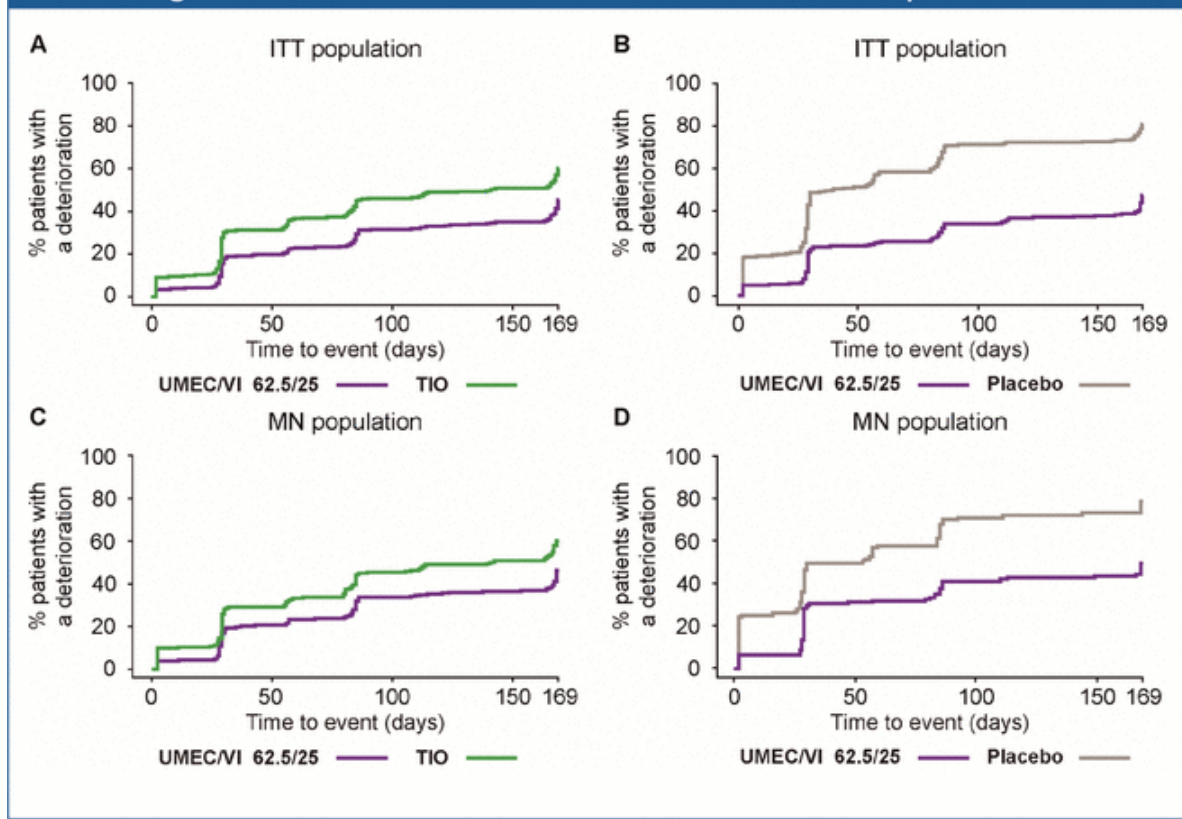 A
ITT population
% patients with
a deterioration
100
80
60
40
20
0
0 50 100 150 169
Time to event (days)
UMEC/VI 62.5/25 TIO
B
ITT population
% patients with
a deterioration
100
80
60
40
20
0
0 50 100 150 169
Time to event (days)
UMEC/VI 62.5/25 Placebo
C
MN population
% patients with
a deterioration
100
80
60
40
20
0
0 50 100 150 169
Time to event (days)
UMEC/VI 62.5/25 TIO
D
MN population
% patients with
a deterioration
100
80
60
40
20
0
0 50 100 150 169
Time to event (days)
UMEC/VI 62.5/25 Placebo